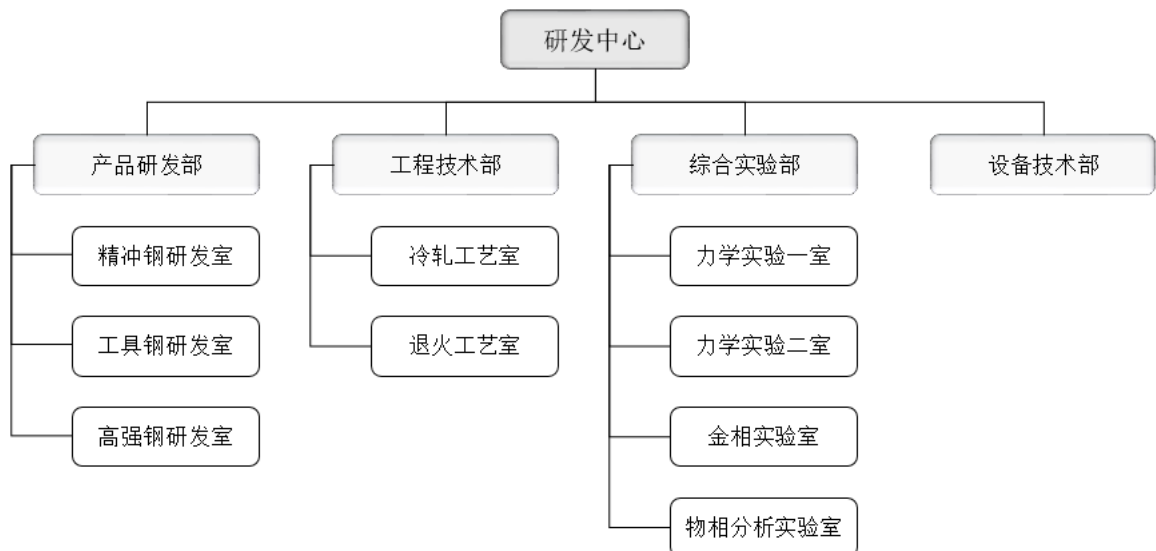 研发中心
产品研发部
工程技术部
综合实验部
设备技术部
精冲钢研发室
冷轧工艺室
力学实验一室
工具钢研发室
退火工艺室
力学实验二室
高强钢研发室
金相实验室
物相分析实验室